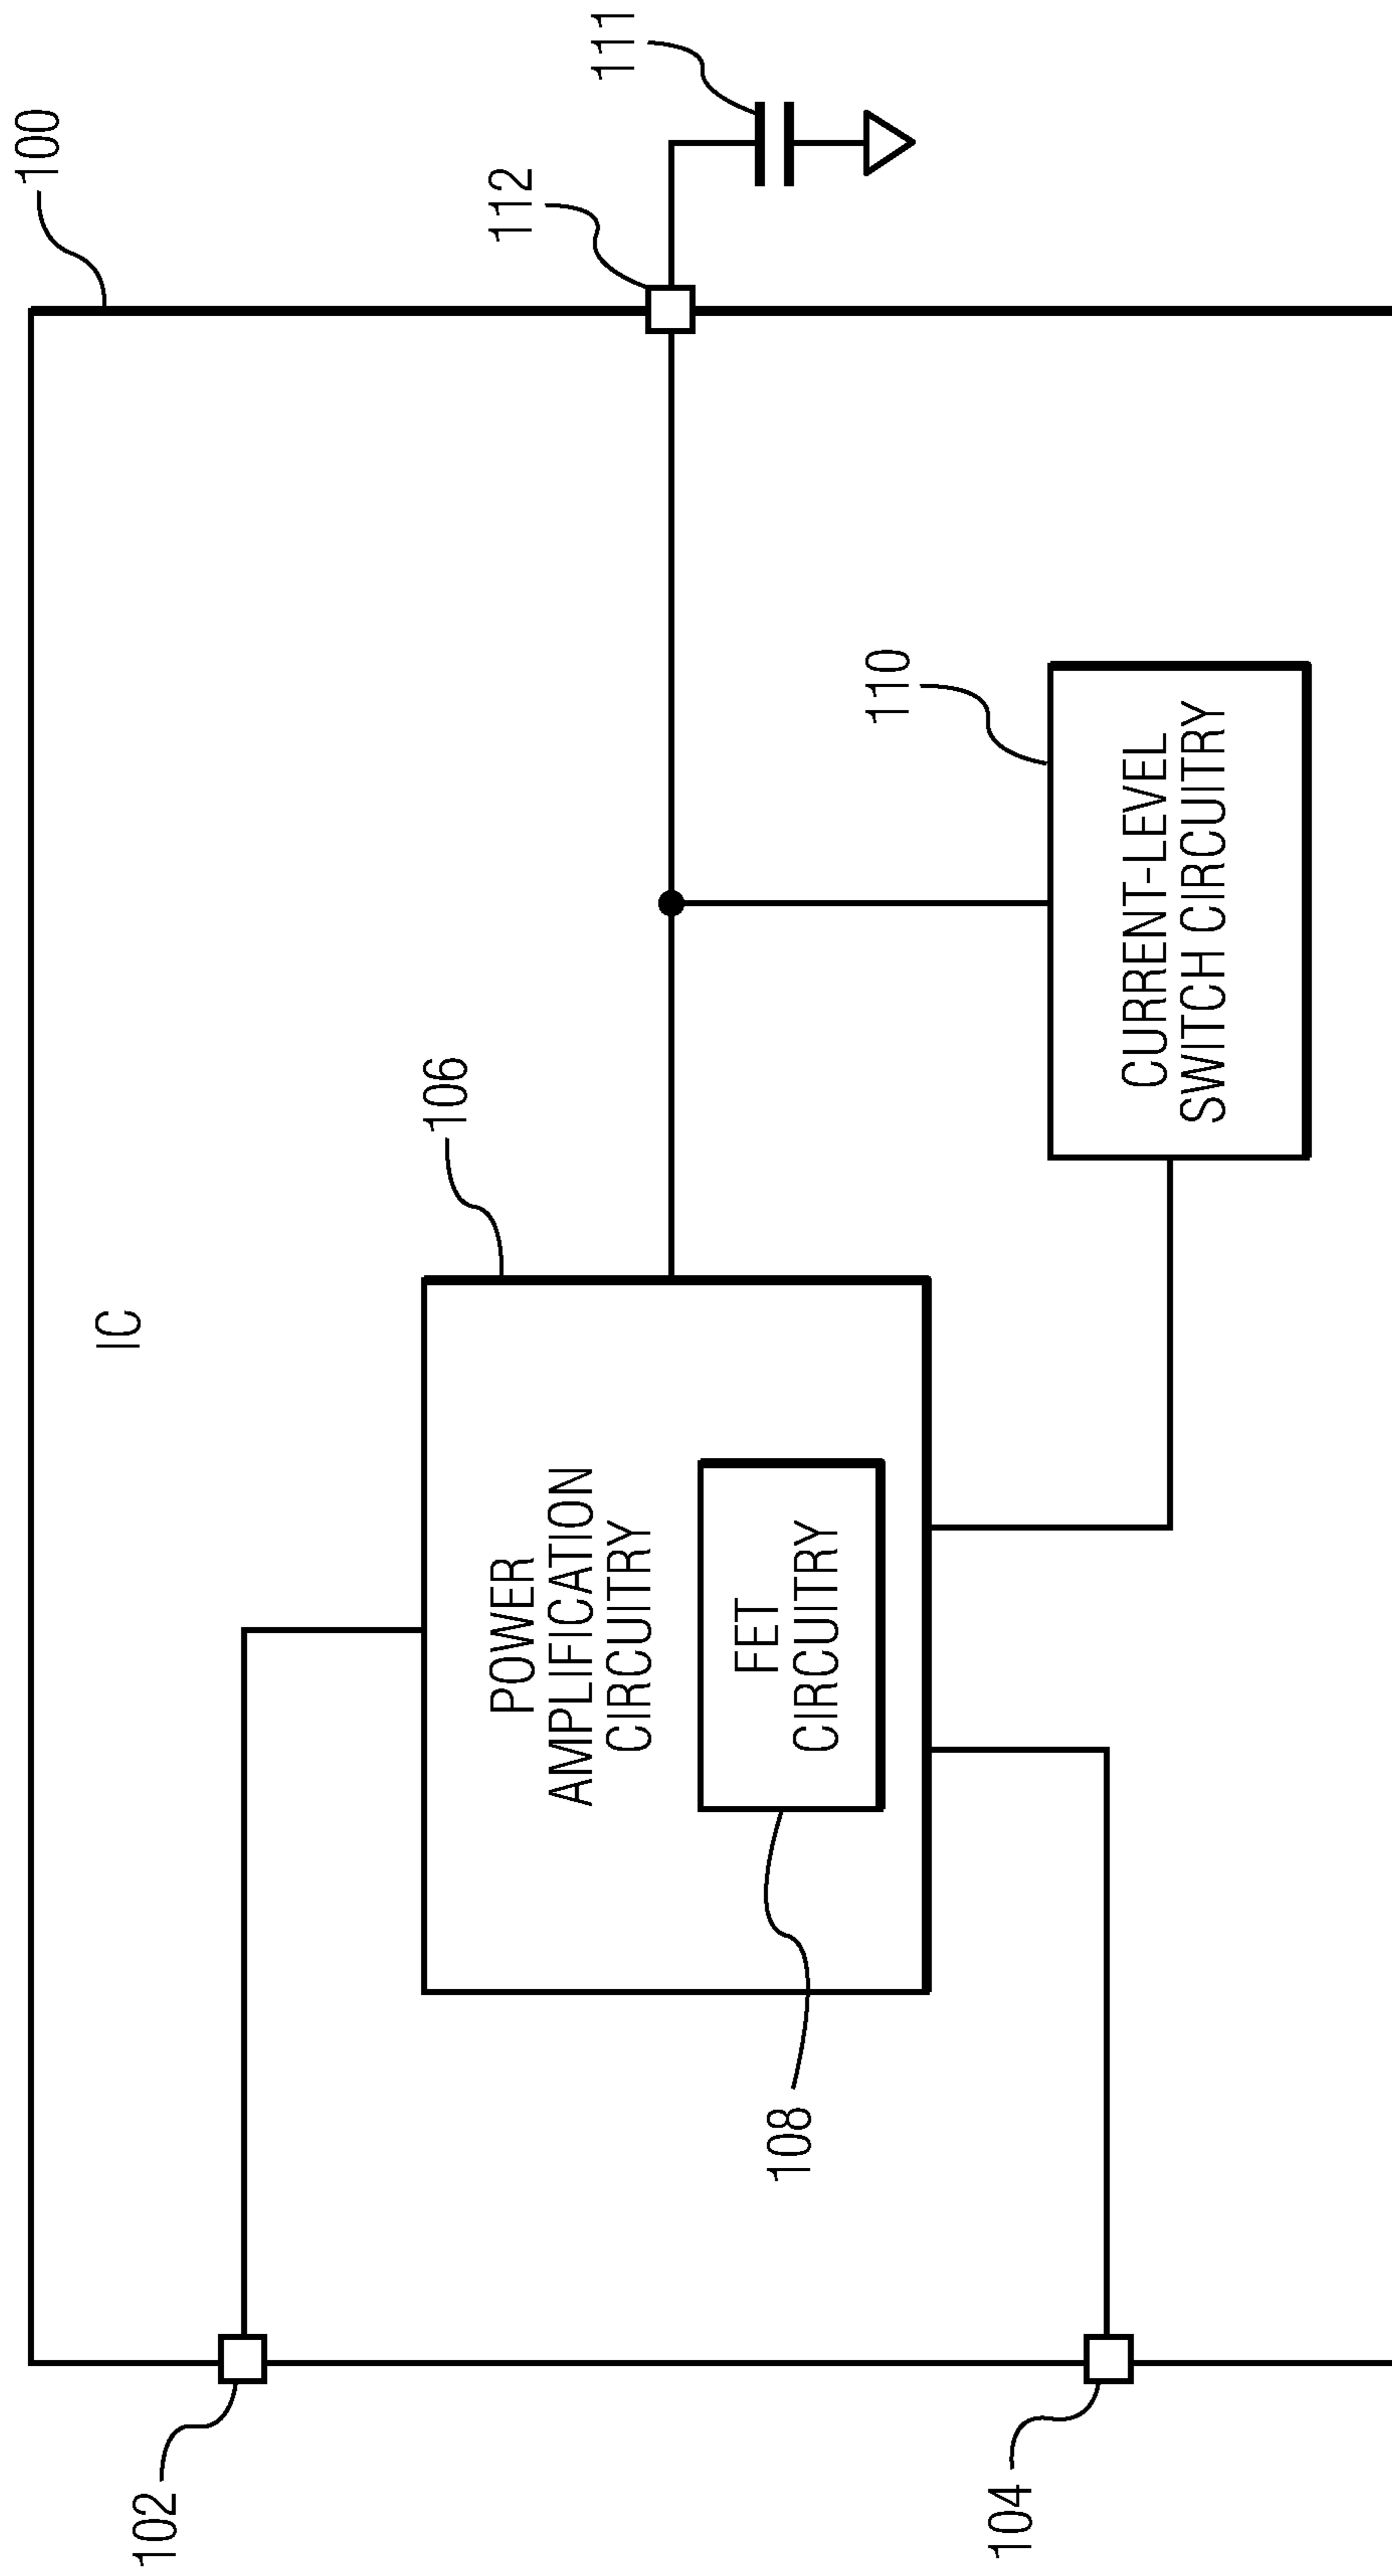 100
IC
102
106
POWER
AMPLIFICATION
CIRCUITRY
112
111
FET
CIRCUITRY
108
110
CURRENT-LEVEL
SWITCH CIRCUITRY
104